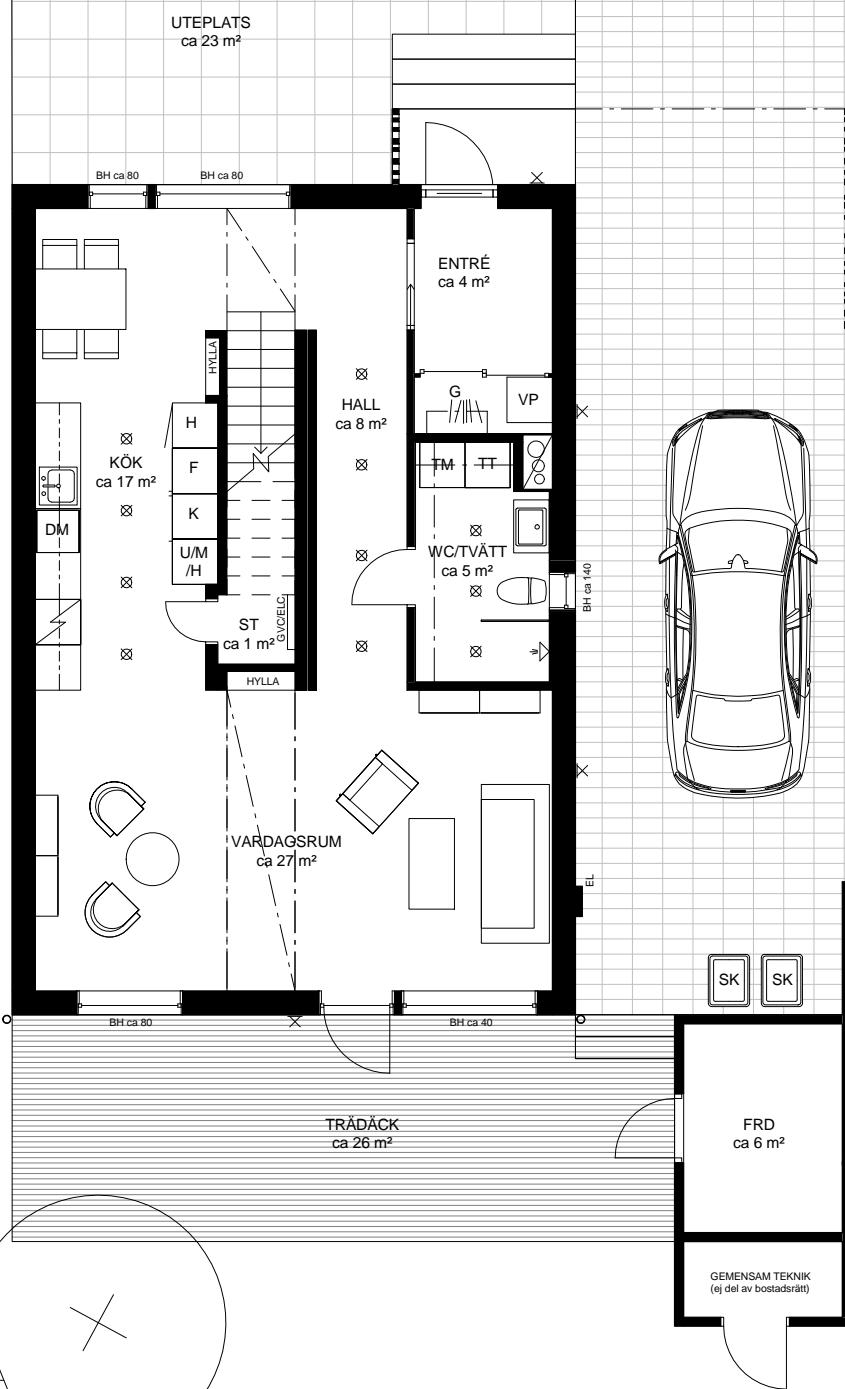 UTEPLATS
ca 23 m²
BH ca 80
BH ca 80
ENTRÉ
ca 4 m²
HYLLA
G
VP
HALL
ca 8 m²
H
F
K
U/M
/H
KÖK
ca 17 m²
DM
TM
TT
WC/TVÄTT
ca 5 m²
BH ca 140
ST
ca 1 m²
GVC/ELC
HYLLA
VARDAGSRUM
ca 27 m²
EL
SK
SK
BH ca 80
BH ca 40
TRÄDÄCK
ca 26 m²
FRD
ca 6 m²
GEMENSAM TEKNIK
(ej del av bostadsrätt)